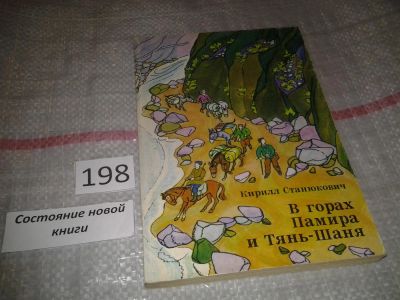 198
Состояние новой
книги
Кирилл Станюкович
В горах
Памира
и Тянь-Шаня